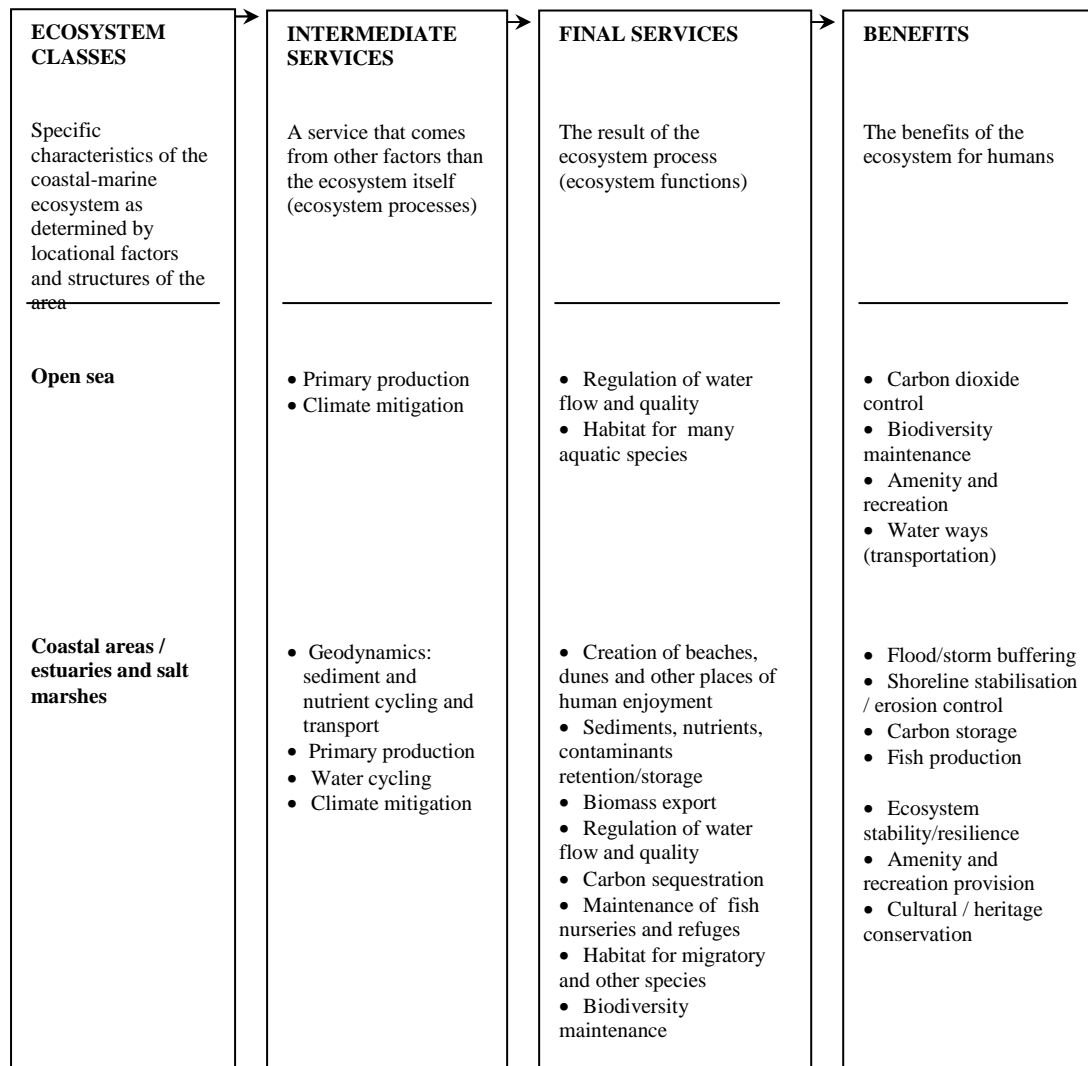 ECOSYSTEM
CLASSES
Specific
characteristics of the
coastal-marine
ecosystem as
determined by
locational factors
and structures of the
area
Open sea
Coastal areas /
estuaries and salt
marshes
INTERMEDIATE
SERVICES
A service that comes
from other factors than
the ecosystem itself
(ecosystem processes)
• Primary production
• Climate mitigation
• Geodynamics:
sediment and
nutrient cycling and
transport
• Primary production
• Water cycling
• Climate mitigation
FINAL SERVICES
The result of the
ecosystem process
(ecosystem functions)
• Regulation of water
flow and quality
• Habitat for many
aquatic species
• Creation of beaches,
dunes and other places of
human enjoyment
• Sediments, nutrients,
contaminants
retention/storage
• Biomass export
• Regulation of water
flow and quality
• Carbon sequestration
• Maintenance of fish
nurseries and refuges
• Habitat for migratory
and other species
• Biodiversity
maintenance
BENEFITS
The benefits of the
ecosystem for humans
• Carbon dioxide
control
• Biodiversity
maintenance
• Amenity and
recreation
• Water ways
(transportation)
• Flood/storm buffering
• Shoreline stabilisation
/ erosion control
• Carbon storage
• Fish production
• Ecosystem
stability/resilience
• Amenity and
recreation provision
• Cultural / heritage
conservation